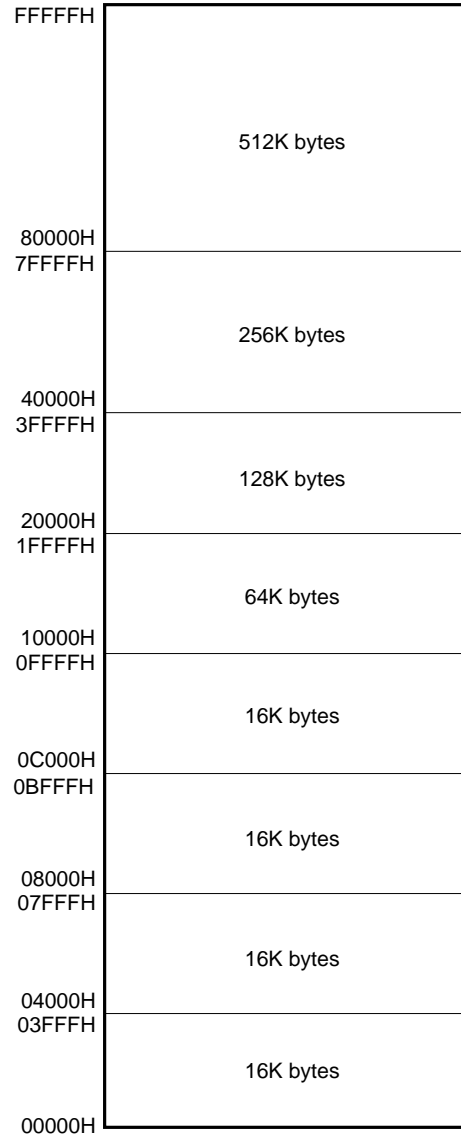 FFFFFH
512K bytes
80000H
7FFFFH
256K bytes
40000H
3FFFFH
128K bytes
20000H
1FFFFH
64K bytes
10000H
0FFFFH
16K bytes
0C000H
0BFFFH
16K bytes
08000H
07FFFH
16K bytes
04000H
03FFFH
16K bytes
00000H